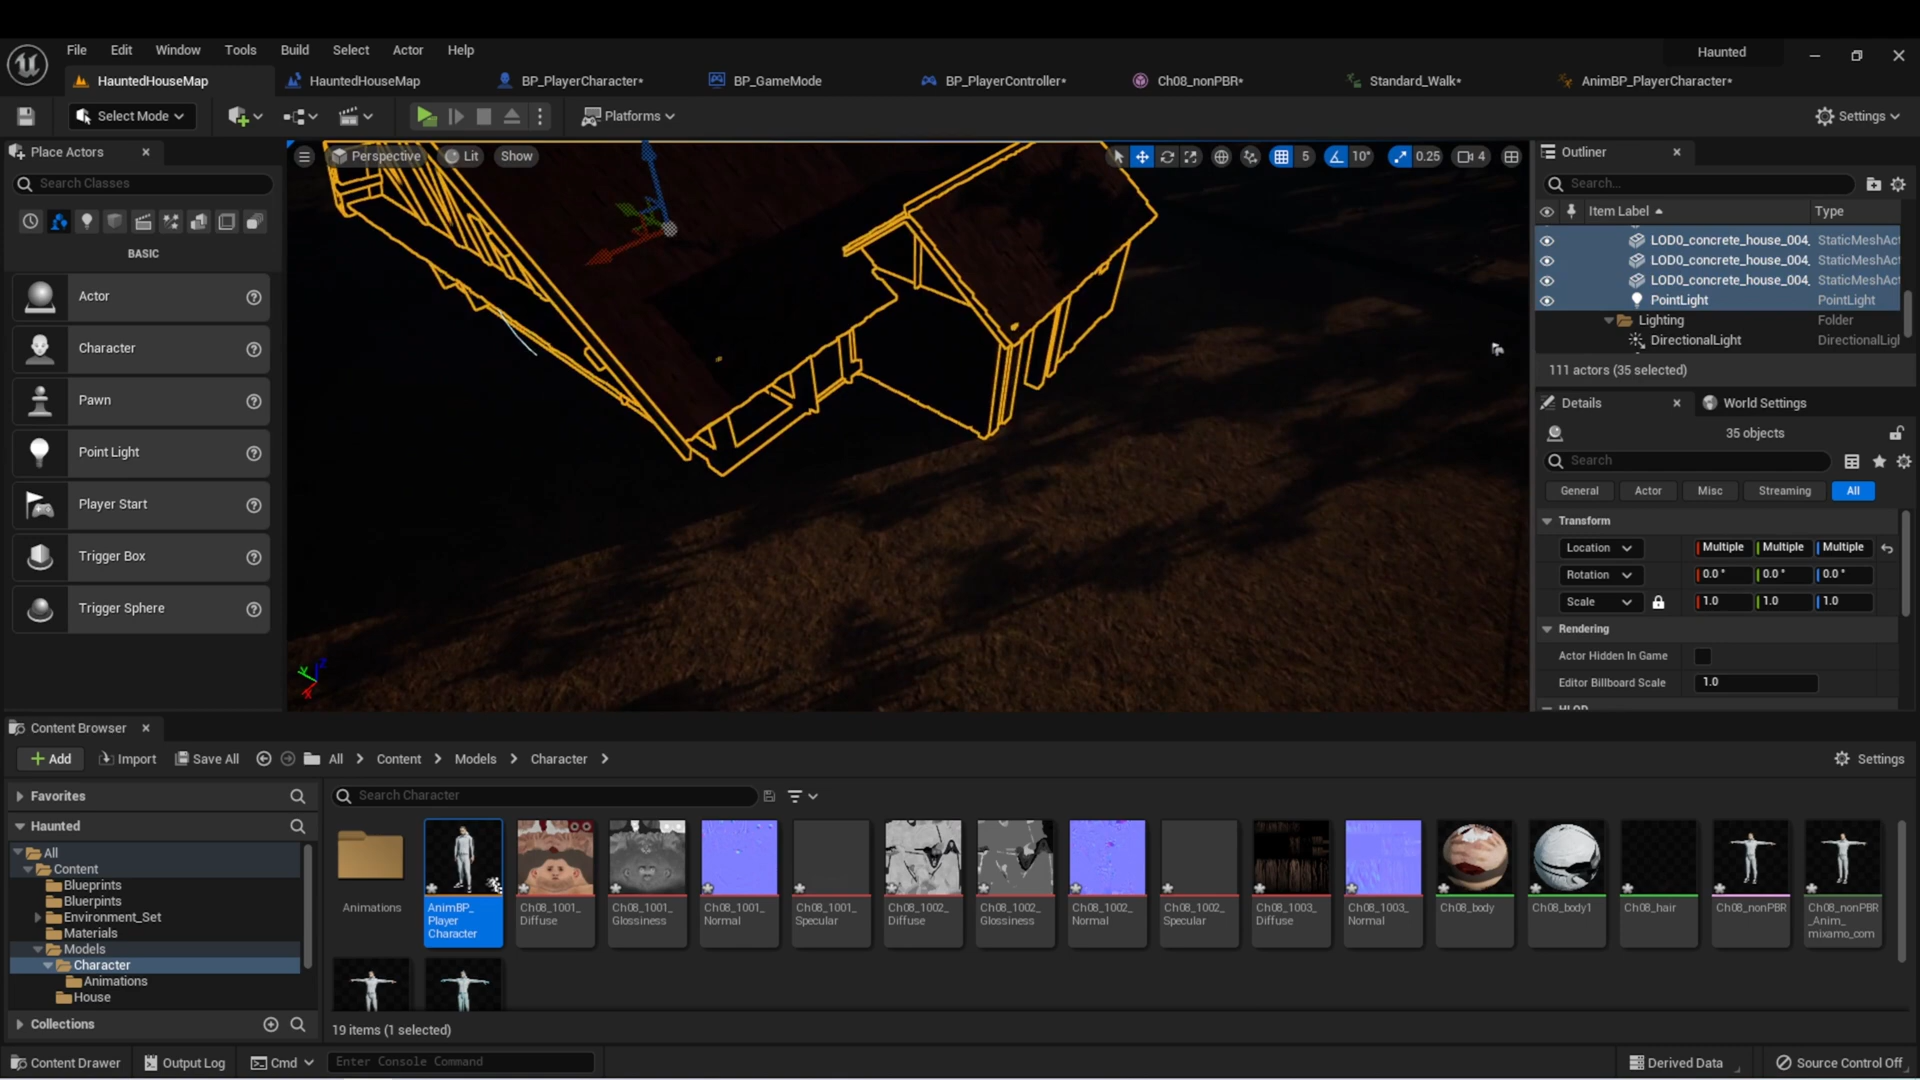 File Edit Window Tools Build Select Actor Help
Haunted
HauntedHouseMap HauntedHouseMap BP_PlayerCharacter* BP_GameMode BP_PlayerController* Ch08_nonPBR* Standard_Walk* AnimBP_PlayerCharacter*
Select Mode Platforms Settings
Place Actors
Search Classes
BASIC
Actor
Character
Pawn
Point Light
Player Start
Trigger Box
Trigger Sphere
Perspective Lit Show 5 10° 0.25 4
Outliner
Search...
Item Label Type
LOD0_concrete_house_004. StaticMeshAct
LOD0_concrete_house_004. StaticMeshAct
LOD0_concrete_house_004. StaticMeshAct
PointLight PointLight
Lighting Folder
DirectionalLight DirectionalLigl
111 actors (35 selected)
Details World Settings
35 objects
Search
General Actor Misc Streaming All
Transform
Location Multiple Multiple Multiple
Rotation 0.0 ° 0.0 ° 0.0 °
Scale 1.0 1.0 1.0
Rendering
Actor Hidden In Game
Editor Billboard Scale 1.0
HLOD
Content Browser
Add Import Save All All Content Models Character Settings
Favorites
Haunted
All
Content
Blueprints
Blueprints
Environment_Set
Materials
Models
Character
Animations
House
Collections
Search Character
Animations
AnimBP_
Player
Character
Ch08_1001_
Diffuse
Ch08_1001_
Glossiness
Ch08_1001_
Normal
Ch08_1001_
Specular
Ch08_1002_
Diffuse
Ch08_1002_
Glossiness
Ch08_1002_
Normal
Ch08_1002_
Specular
Ch08_1003_
Diffuse
Ch08_1003_
Normal
Ch08_body
Ch08_body1
Ch08_hair
Ch08_nonPBR
Ch08_nonPBR
_Anim_
mixamo_com
19 items (1 selected)
Content Drawer Output Log Cmd Enter Console Command Derived Data Source Control Off